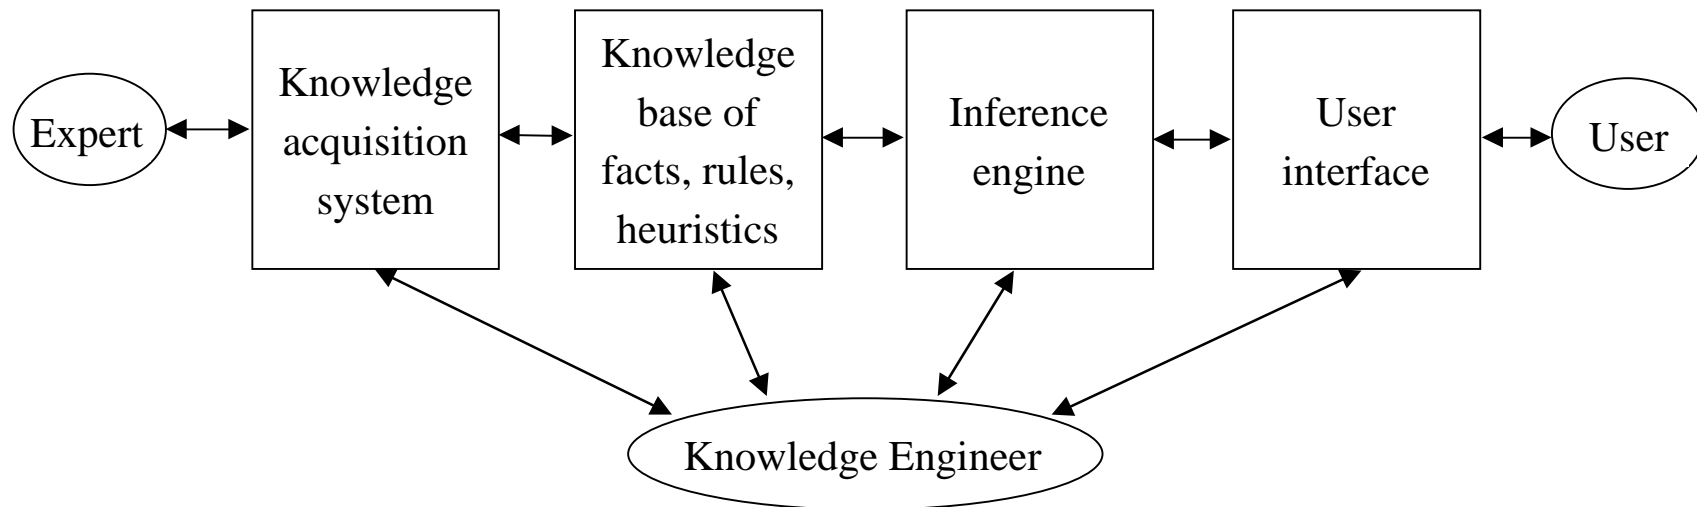 Expert
Knowledge
acquisition
system
Knowledge
base of
facts, rules,
heuristics
Inference
engine
User
interface
User
Knowledge Engineer